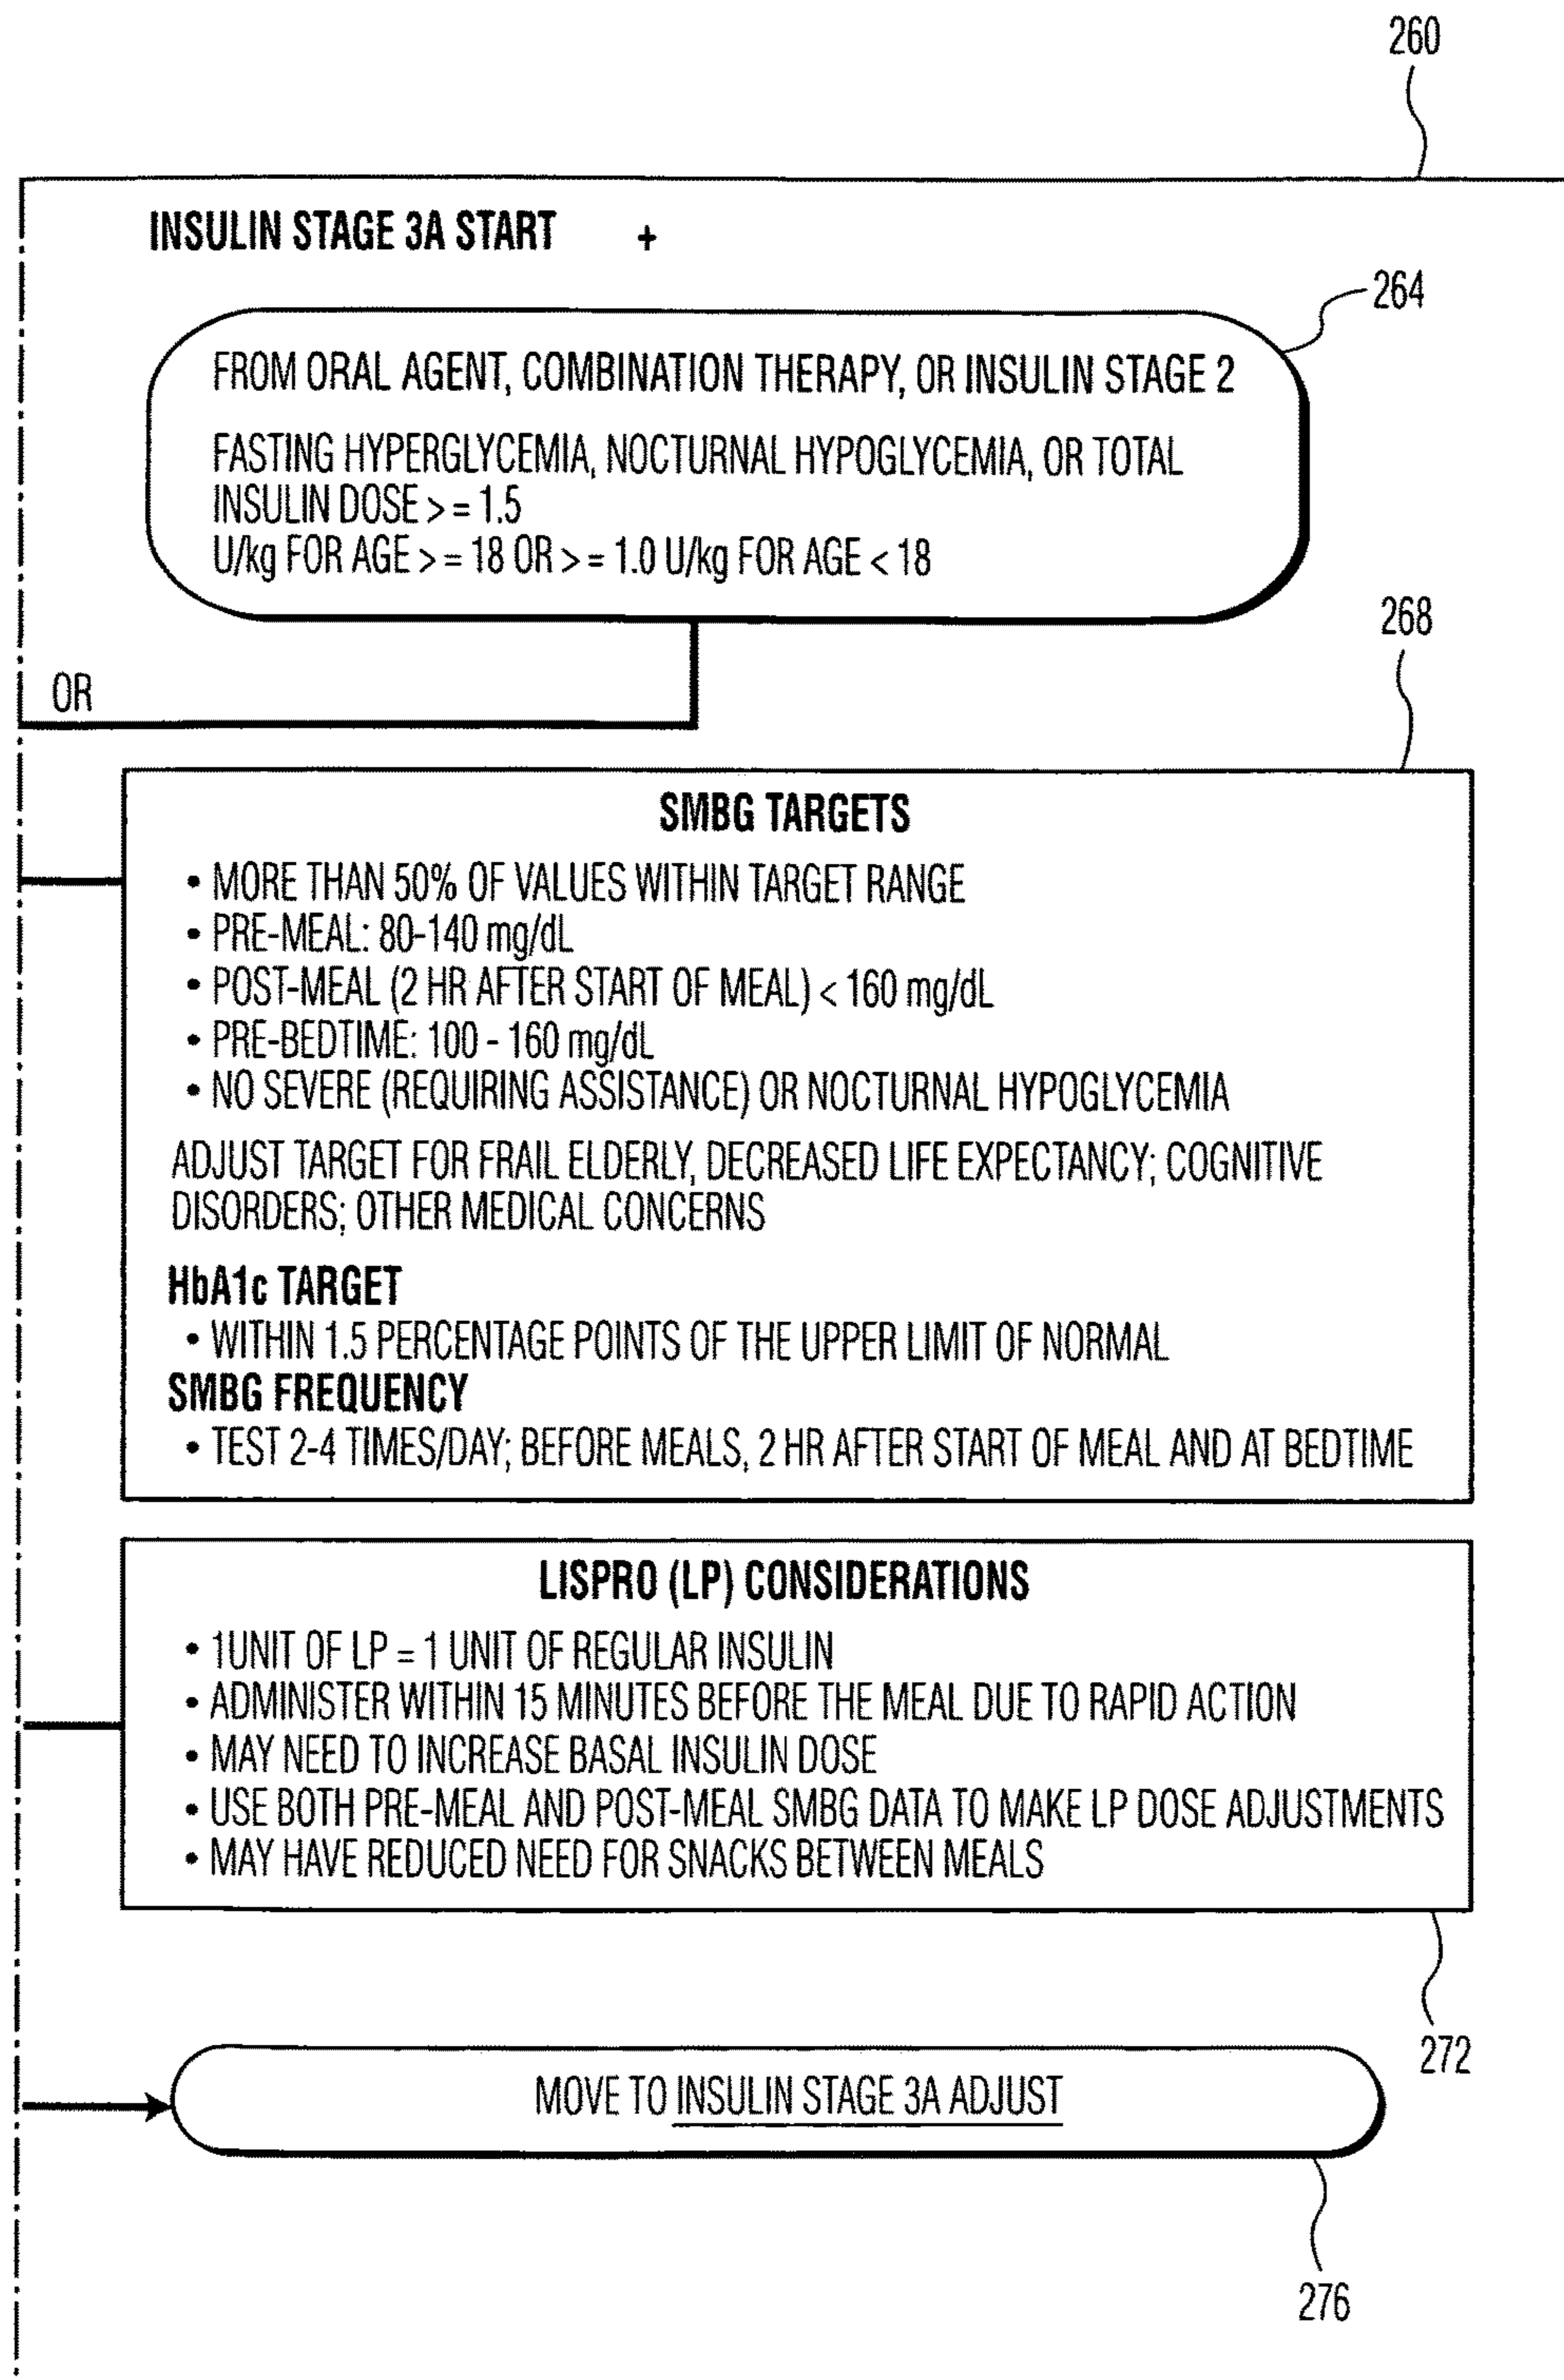 260
INSULIN STAGE 3A START +
264
FROM ORAL AGENT, COMBINATION THERAPY, OR INSULIN STAGE 2
FASTING HYPERGLYCEMIA, NOCTURNAL HYPOGLYCEMIA, OR TOTAL
INSULIN DOSE > = 1.5
U/kg FOR AGE > = 18 OR > = 1.0 U/kg FOR AGE < 18
268
OR
SMBG TARGETS
• MORE THAN 50% OF VALUES WITHIN TARGET RANGE
• PRE-MEAL: 80-140 mg/dL
• POST-MEAL (2 HR AFTER START OF MEAL) < 160 mg/dL
• PRE-BEDTIME: 100 - 160 mg/dL
• NO SEVERE (REQUIRING ASSISTANCE) OR NOCTURNAL HYPOGLYCEMIA
ADJUST TARGET FOR FRAIL ELDERLY, DECREASED LIFE EXPECTANCY; COGNITIVE
DISORDERS; OTHER MEDICAL CONCERNS
HbA1c TARGET
• WITHIN 1.5 PERCENTAGE POINTS OF THE UPPER LIMIT OF NORMAL
SMBG FREQUENCY
• TEST 2-4 TIMES/DAY; BEFORE MEALS, 2 HR AFTER START OF MEAL AND AT BEDTIME
LISPRO (LP) CONSIDERATIONS
• 1UNIT OF LP = 1 UNIT OF REGULAR INSULIN
• ADMINISTER WITHIN 15 MINUTES BEFORE THE MEAL DUE TO RAPID ACTION
• MAY NEED TO INCREASE BASAL INSULIN DOSE
• USE BOTH PRE-MEAL AND POST-MEAL SMBG DATA TO MAKE LP DOSE ADJUSTMENTS
• MAY HAVE REDUCED NEED FOR SNACKS BETWEEN MEALS
272
MOVE TO INSULIN STAGE 3A ADJUST
276